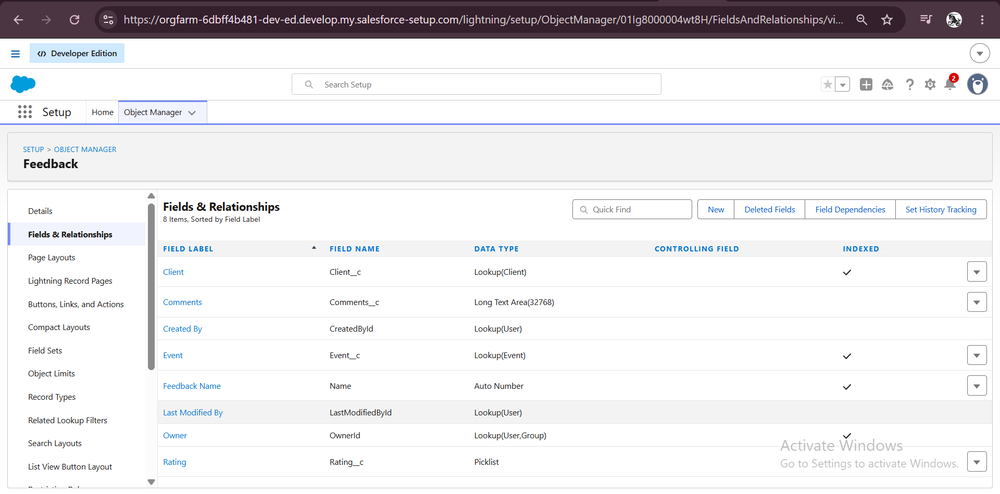 https://orgfarm-6dbff4b481-dev-ed.develop.my.salesforce-setup.com/lightning/setup/ObjectManager/01Ig8000004wt8H/FieldsAndRelationships/vi...
Developer Edition
Search Setup
2
Setup
Home
Object Manager
SETUP > OBJECT MANAGER
Feedback
Details
Fields & Relationships
Page Layouts
Lightning Record Pages
Buttons, Links, and Actions
Compact Layouts
Field Sets
Object Limits
Record Types
Related Lookup Filters
Search Layouts
List View Button Layout
Fields & Relationships
8 Items, Sorted by Field Label
Quick Find
New
Deleted Fields
Field Dependencies
Set History Tracking
FIELD LABEL FIELD NAME DATA TYPE CONTROLLING FIELD INDEXED
Client Client__c Lookup(Client)
Comments Comments__c Long Text Area(32768)
Created By CreatedById Lookup(User)
Event Event__c Lookup(Event)
Feedback Name Name Auto Number
Last Modified By LastModifiedById Lookup(User)
Owner OwnerId Lookup(User,Group)
Rating Rating__c Picklist
Activate Windows
Go to Settings to activate Windows.